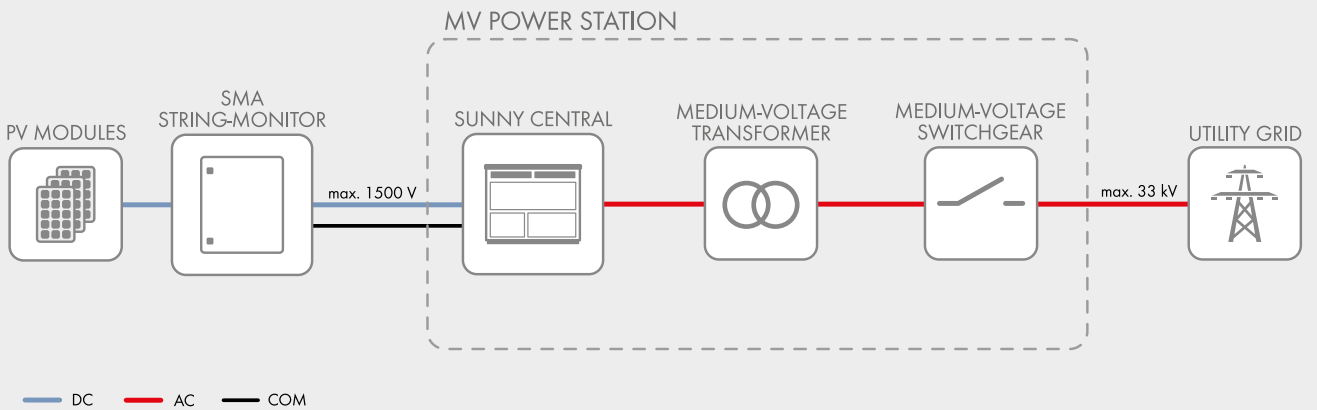 MV POWER STATION
PV MODULES
SMA
STRING-MONITOR
max. 1500 V
SUNNY CENTRAL
MEDIUM-VOLTAGE
TRANSFORMER
MEDIUM-VOLTAGE
SWITCHGEAR
max. 33 kV
UTILITY GRID
DC AC COM